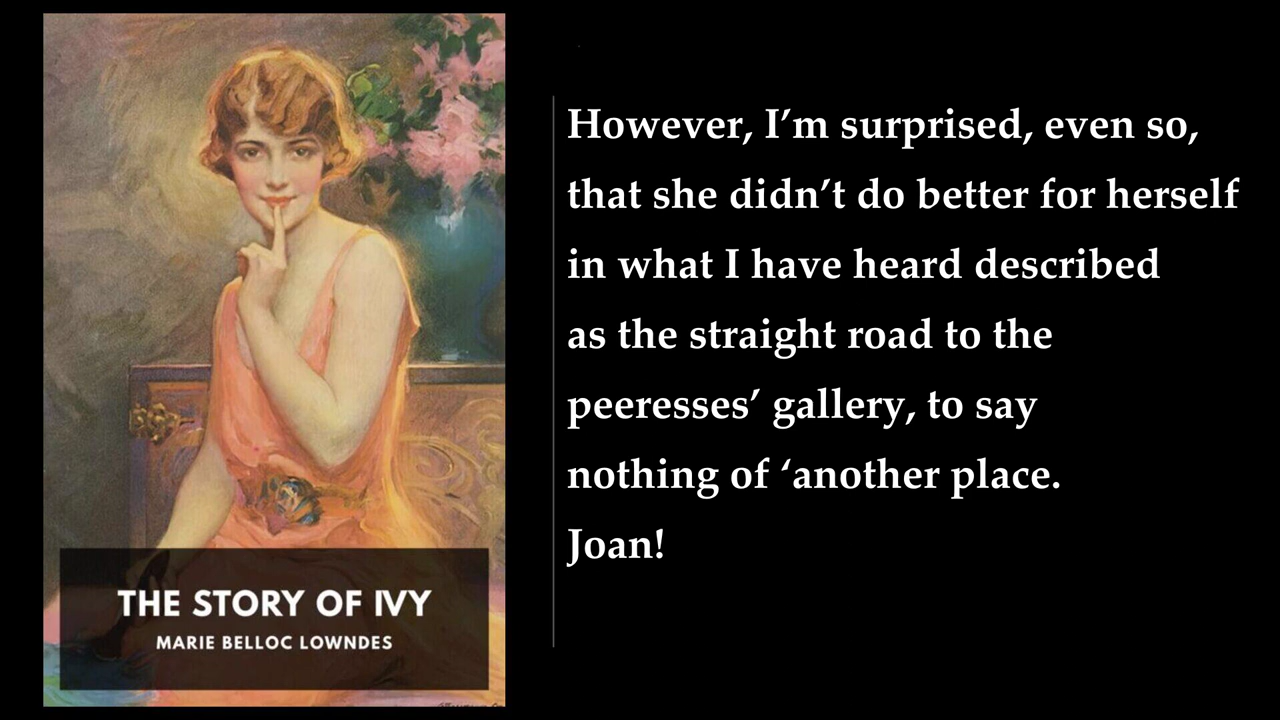 However, I’m surprised, even so,
that she didn’t do better for herself
in what I have heard described
as the straight road to the
peeresses’ gallery, to say
nothing of ‘another place.
Joan!
THE STORY OF IVY
MARIE BELLOC LOWNDES